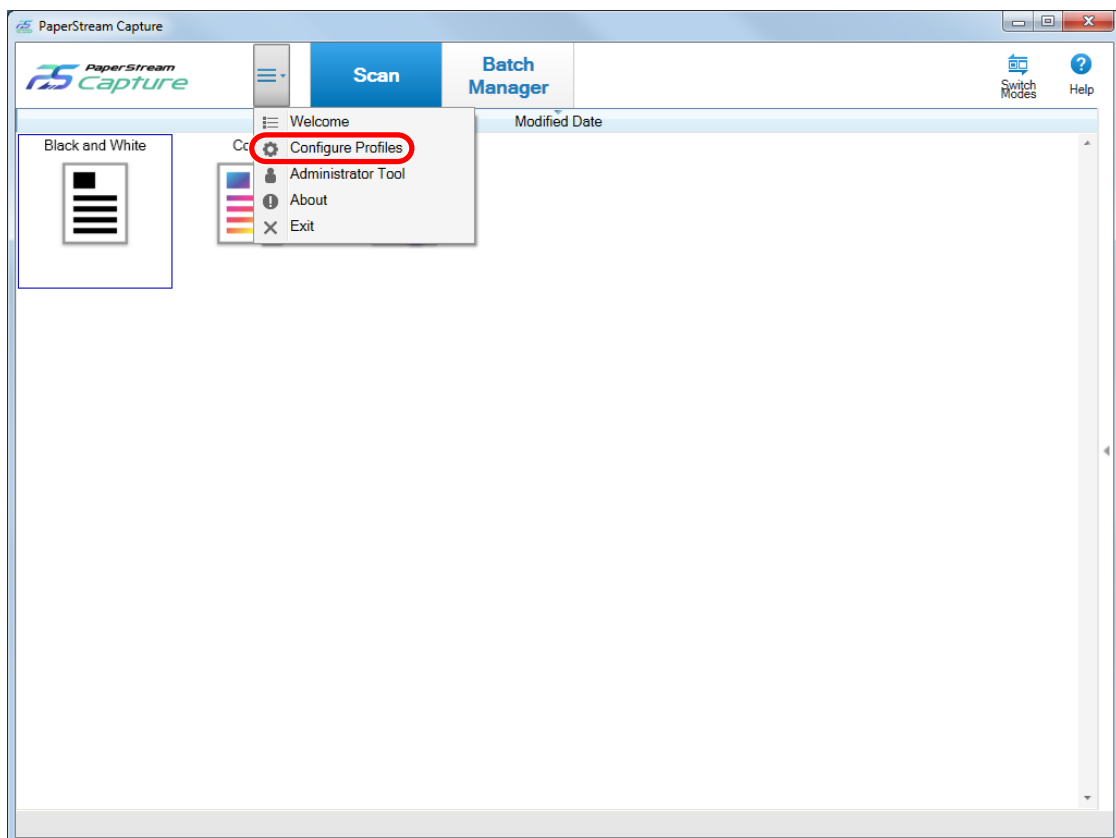 PaperStream Capture
PaperStream
Capture
Scan
Batch
Manager
Switch
Modes
Help
Modified Date
Welcome
Configure Profiles
Administrator Tool
About
Exit
Black and White